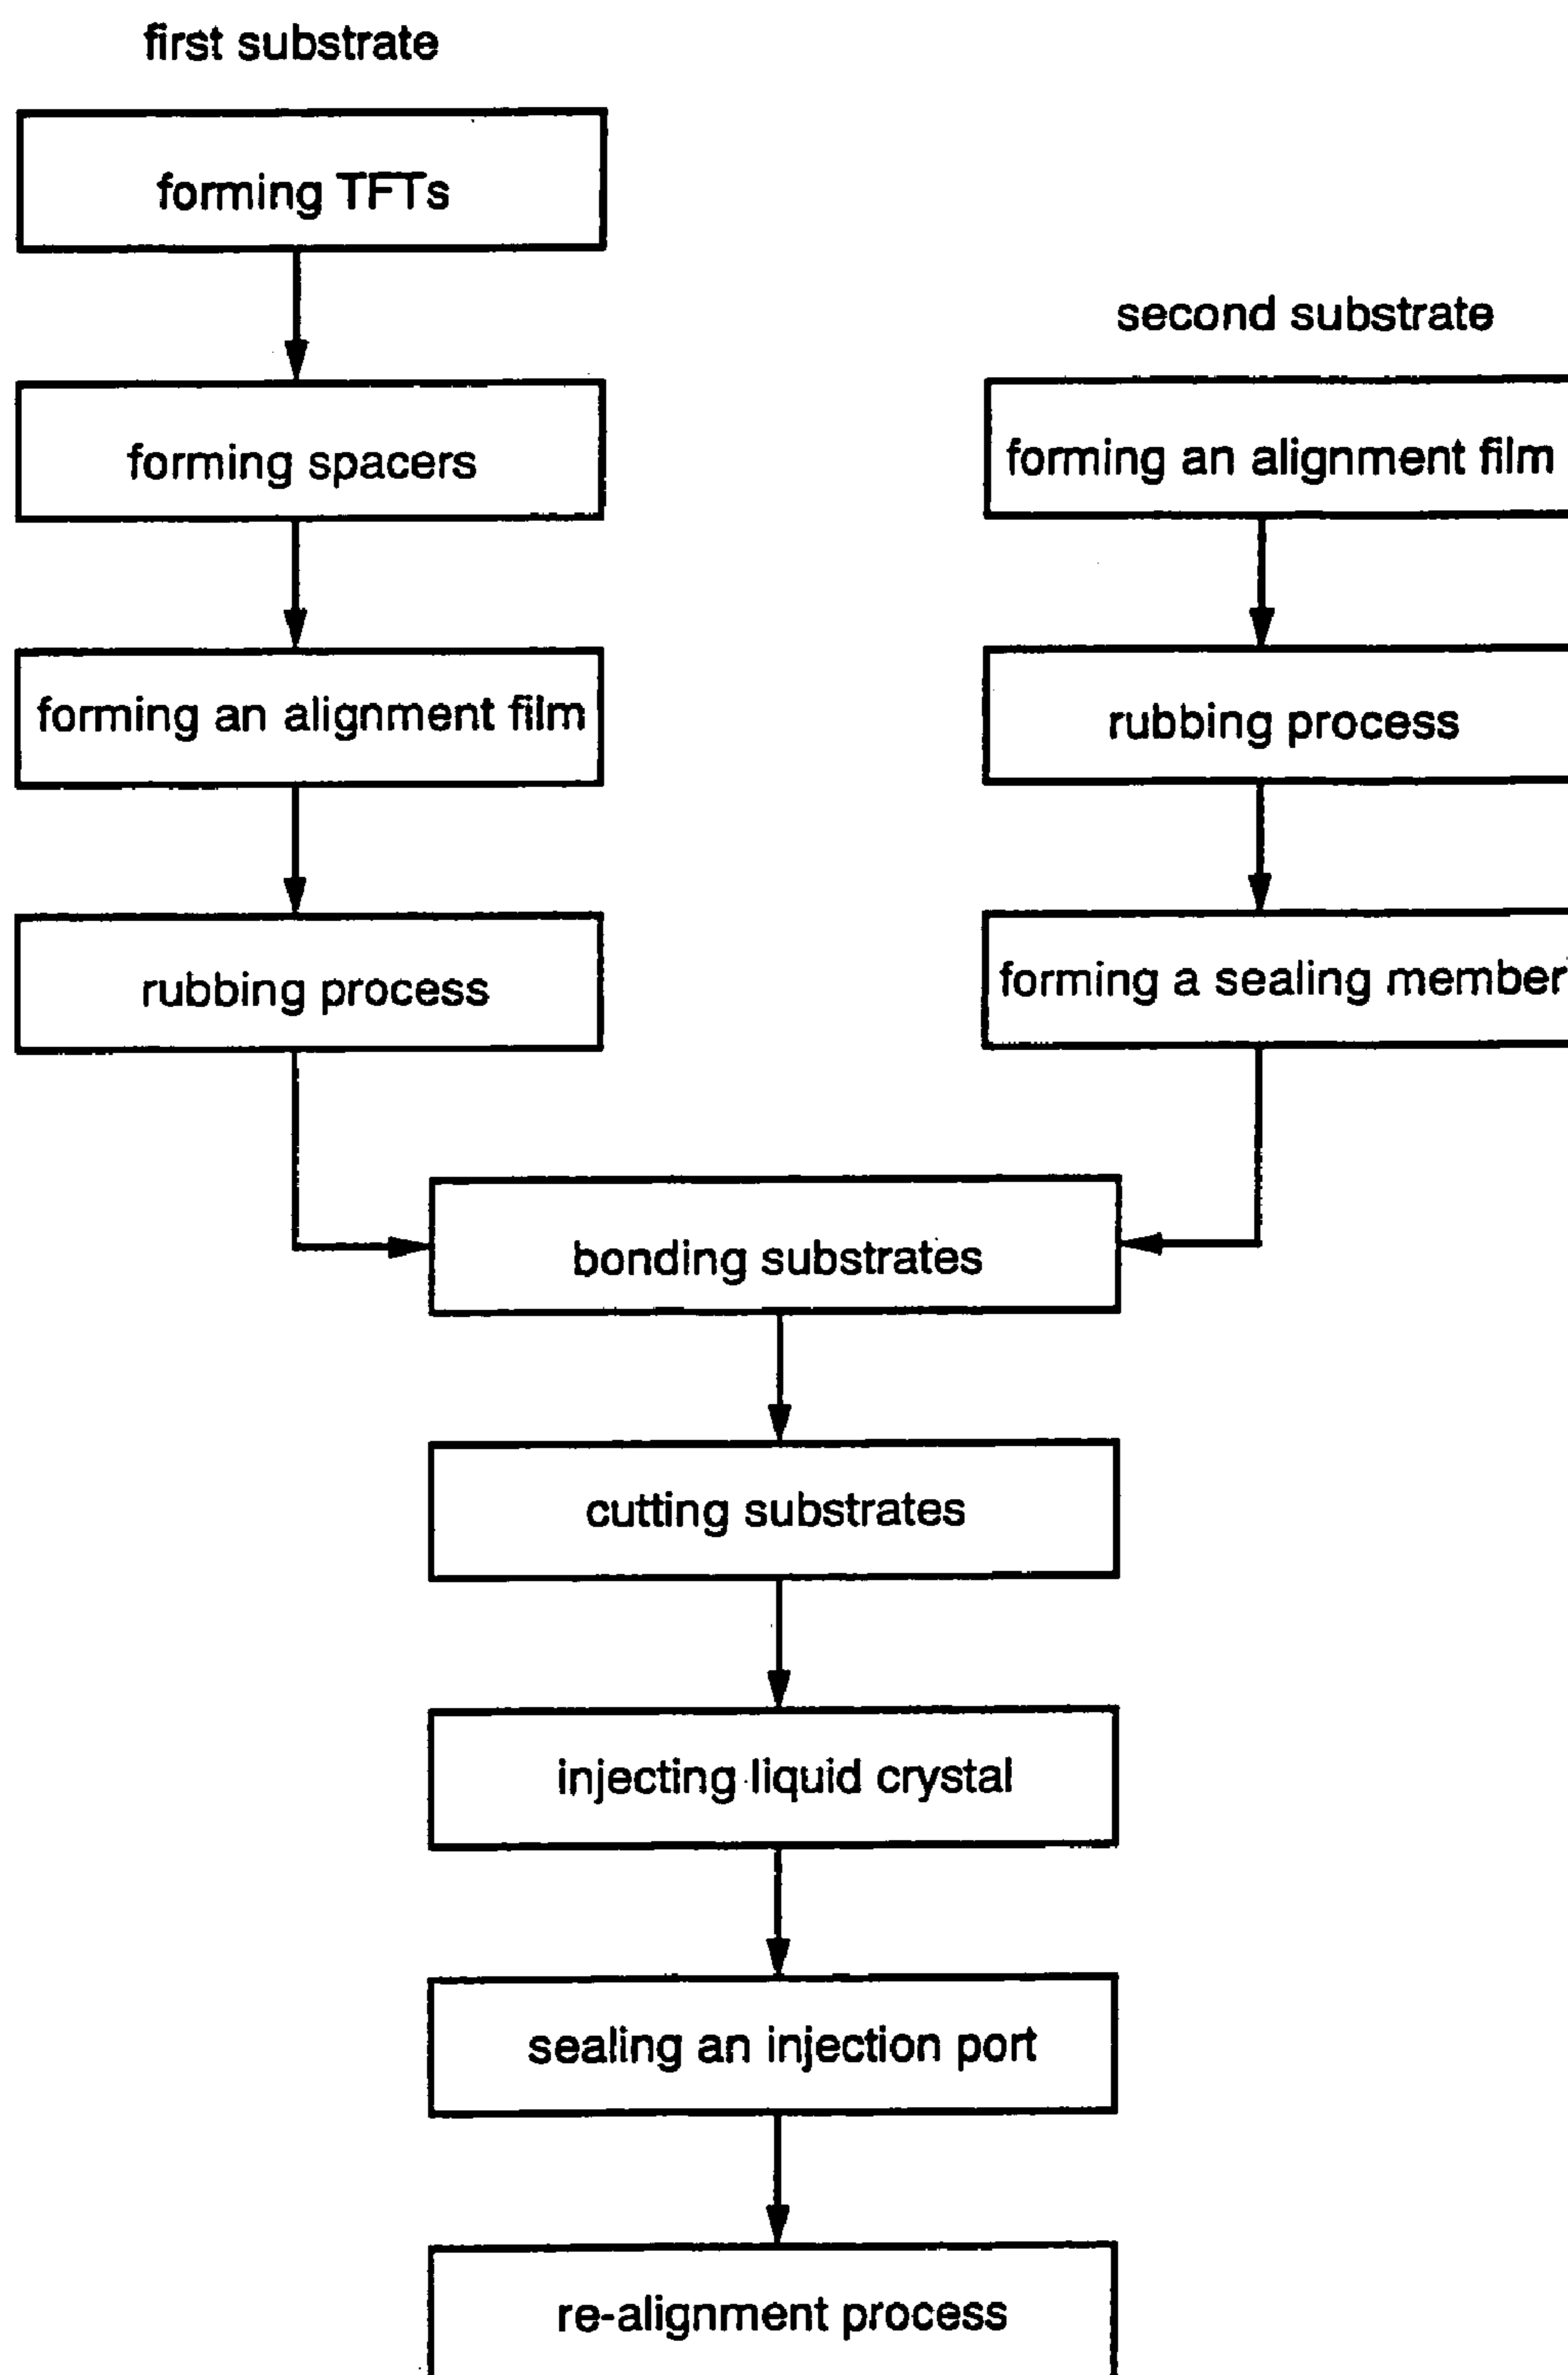 first substrate
forming TFTs
forming spacers
forming an alignment film
rubbing process
second substrate
forming an alignment film
rubbing process
forming a sealing member
bonding substrates
cutting substrates
injecting liquid crystal
sealing an injection port
re-alignment process